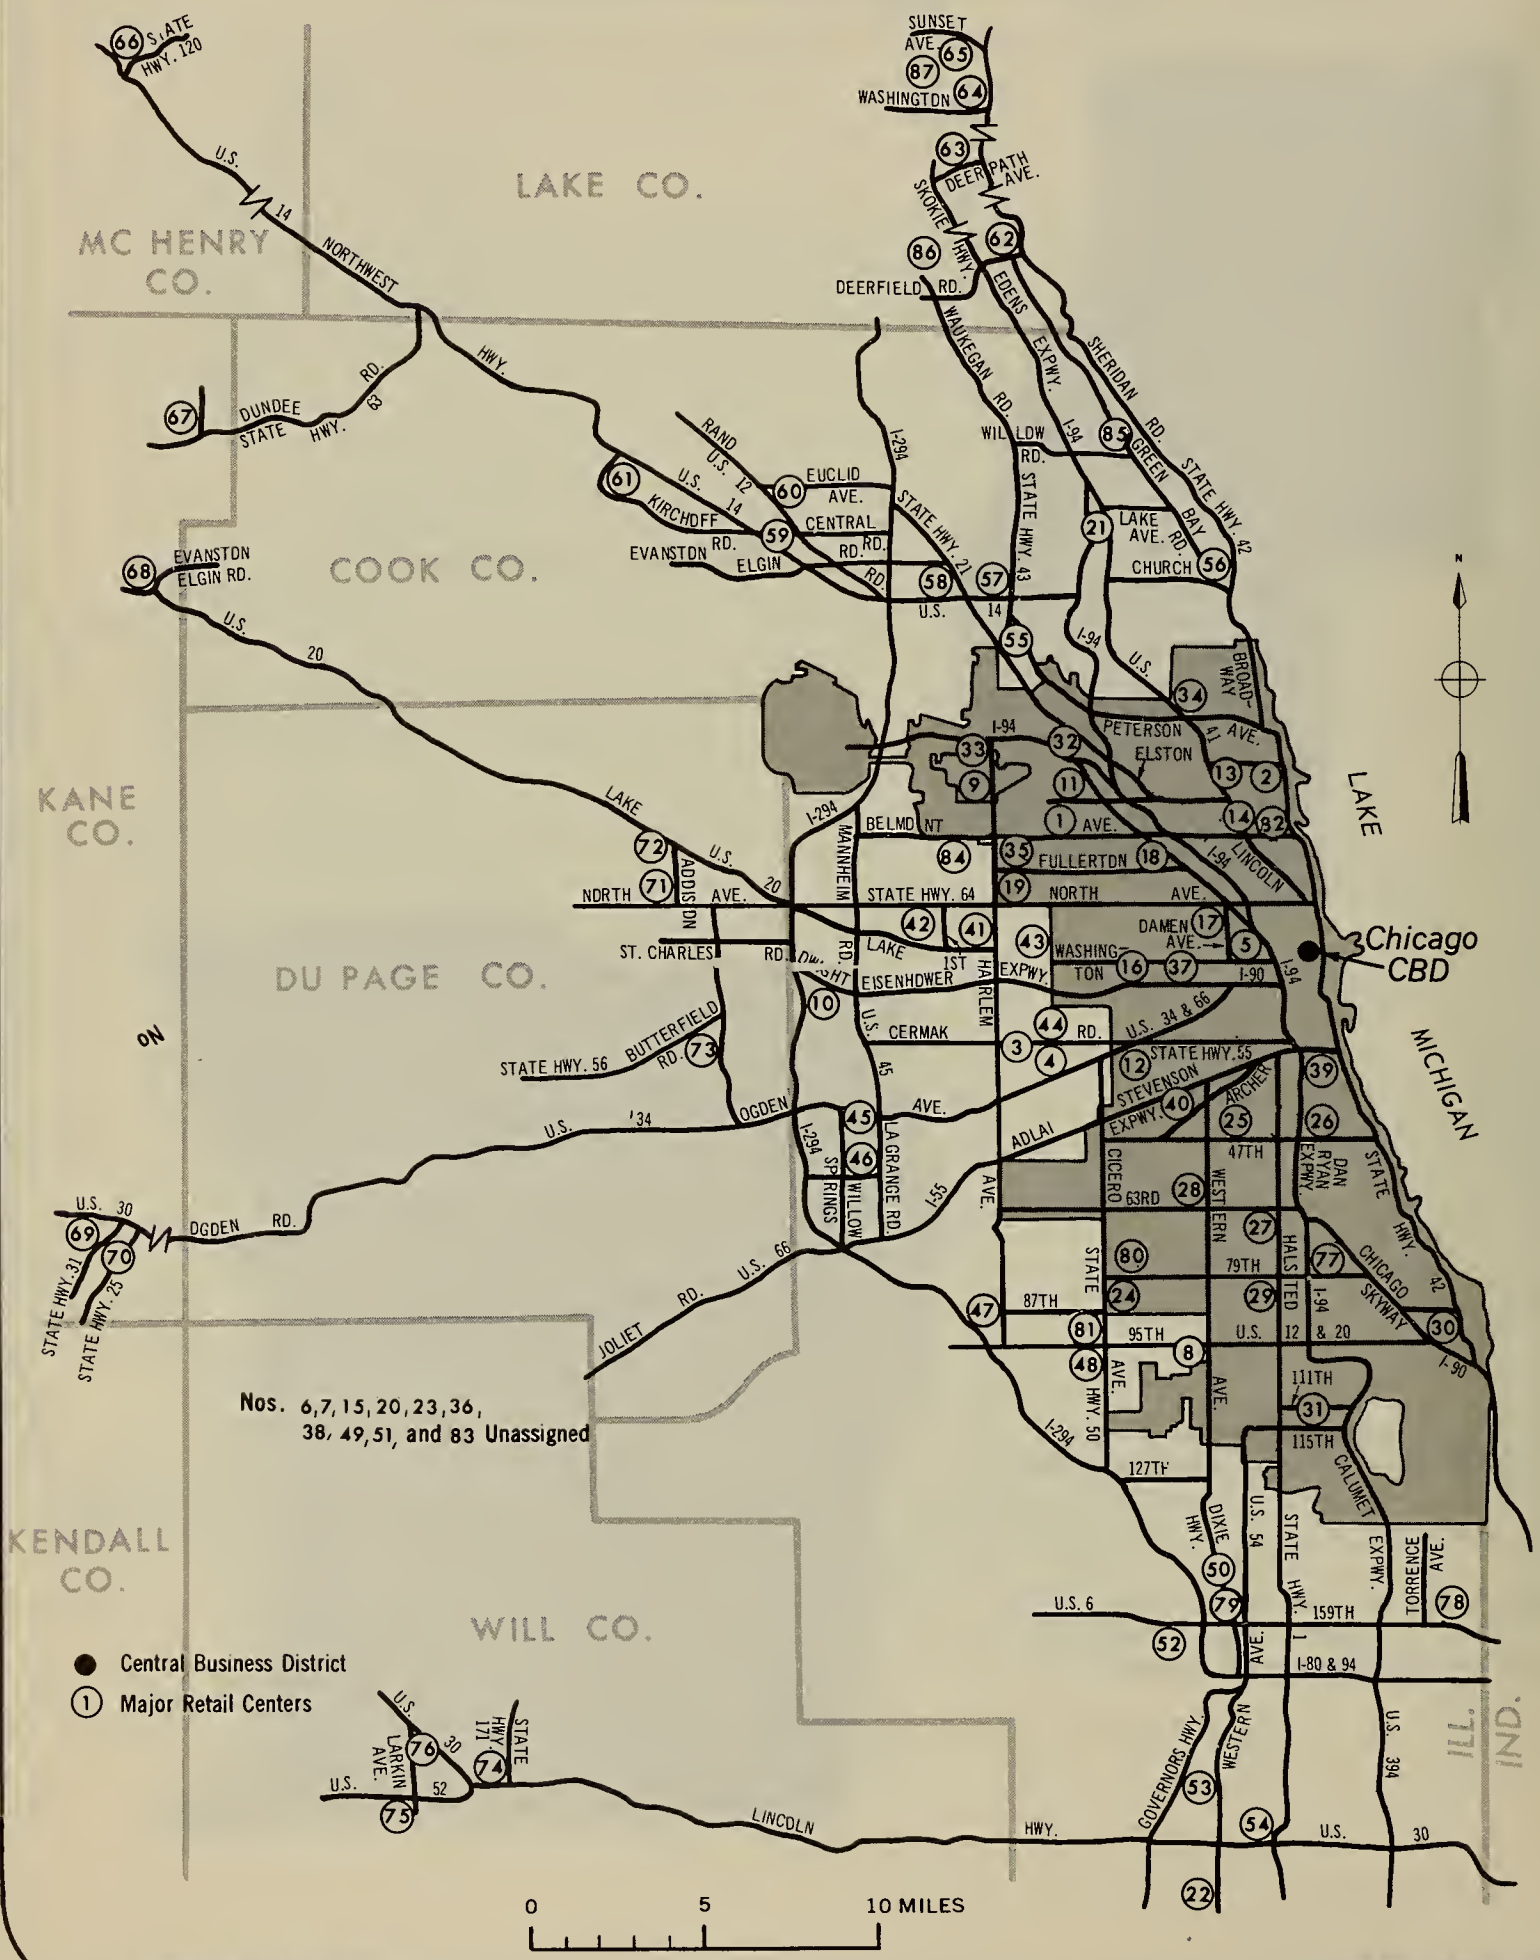 66 STATE
HWY. 120
SUNSET
AVE.
65
87
WASHINGTON
64
63
DEER PATH
AVE.
U.S.
14
LAKE CO.
MC HENRY
CO.
SKOKIE
HWY.
62
86
DEERFIELD RD.
NORTHWEST
HWY.
EDENS
EXPWY.
I-94
WAUKEGAN
RD.
SHERIDAN
RD.
67
DUNDEE
STATE HWY.
RD.
63
RAND
U.S. 12
I-294
WILLOW
RD.
85
GREEN
BAY
RD.
STATE HWY. 42
61
U.S.
14
60
EUCLID
AVE.
STATE HWY. 43
KIRCHOFF
RD.
59
CENTRAL
RD.
STATE HWY. 21
21
LAKE
AVE.
EVANSTON
ELGIN
RD.
RD.
58
57
CHURCH
56
68
EVANSTON
ELGIN RD.
COOK CO.
U.S.
14
N
U.S.
20
55
I-94
U.S.
41
BROAD-
WAY
34
I-94
PETERSON
AVE.
ELSTON
33
32
9
11
13
2
KANE
CO.
LAKE
U.S.
20
I-294
MANNHEIM
RD.
BELMONT
1
AVE.
14
82
LAKE
72
84
35
FULLERTON
18
I-94
LINCOLN
71
ADDISON
NORTH
AVE.
STATE HWY. 64
19
NORTH
AVE.
42
41
43
DAMEN
AVE.
17
5
Chicago
CBD
ST. CHARLES
RD.
LAKE
1ST
WASHING-
TON
16
37
I-90
I-94
DU PAGE CO.
EISENHOWER
EXPWY.
HARLEM
AVE.
10
BUTTERFIELD
RD.
73
STATE HWY. 56
U.S.
45
CERMAK
3
44
4
RD.
U.S. 34 & 66
ON
12
STATE HWY. 55
39
MICHIGAN
OGDEN
AVE.
45
ADLAI
STEVENSON
EXPWY.
40
ARCHER
25
26
U.S.
'34
I-294
SPRINGS
WILLOW
46
LA GRANGE RD.
I-55
CICERO
47TH
DAN
RYAN
EXPWY.
STATE
HWY.
42
63RD
28
WESTERN
AVE.
27
U.S. 30
69
70
OGDEN RD.
STATE HWY. 31
STATE HWY. 25
JOLIET
RD.
U.S. 66
STATE
80
79TH
HALSTED
77
CHICAGO
SKYWAY
47
87TH
24
29
I-94
30
81
95TH
U.S. 12 & 20
8
48
I-90
AVE.
HWY. 50
111TH
31
115TH
Nos. 6,7,15,20,23,36,
38, 49,51, and 83 Unassigned
I-294
127TH
CALUMET
EXPWY.
KENDALL
CO.
DIXIE
HWY.
U.S. 54
STATE HWY. 1
TORRENCE
AVE.
50
79
78
U.S. 6
159TH
WILL CO.
52
AVE.
I-80 & 94
Central Business District
1 Major Retail Centers
U.S.
30
76
LARKIN
AVE.
STATE
HWY.
171
74
U.S.
52
75
GOVERNORS HWY.
WESTERN
53
U.S. 394
ILL.
IND.
LINCOLN
HWY.
54
U.S.
30
22
0 5 10 MILES